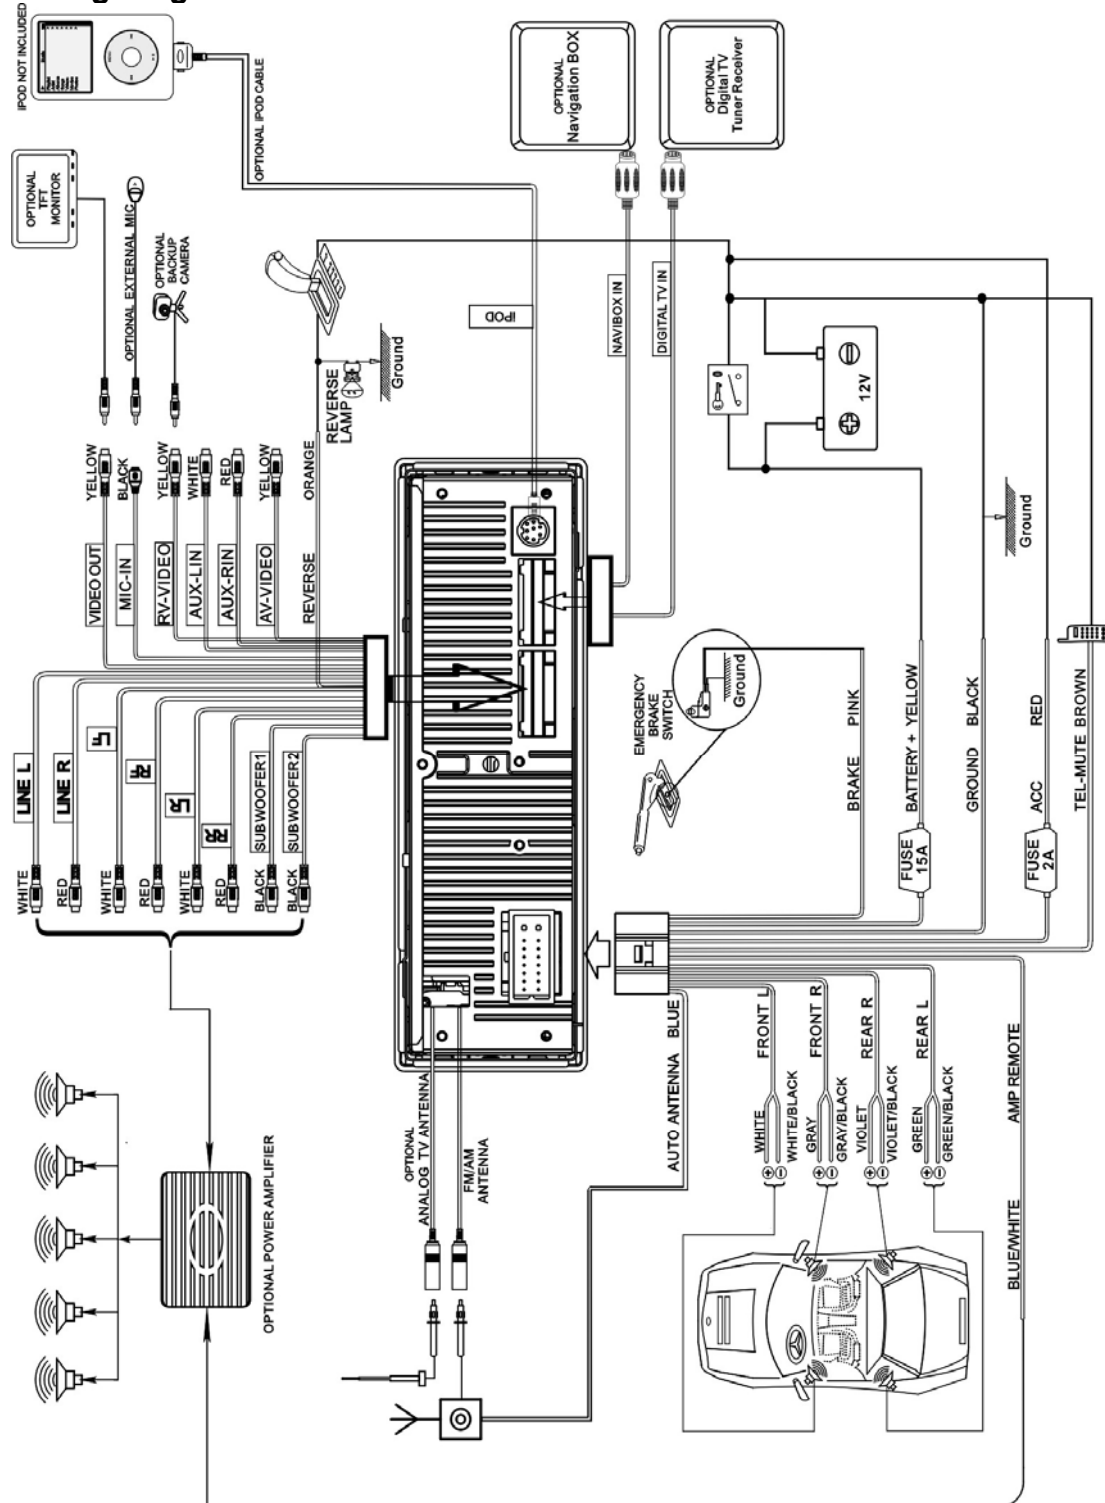 IPOD NOT INCLUDED
OPTIONAL IPOD CABLE
OPTIONAL
TFT
MONITOR
OPTIONAL EXTERNAL MIC
OPTIONAL
BACKUP
CAMERA
OPTIONAL
Navigation BOX
OPTIONAL
Digital TV
Tuner Receiver
NAVIBOX IN
DIGITAL TV IN
iPOD
REVERSE
LAMP
Ground
YELLOW
BLACK
YELLOW
WHITE
RED
YELLOW
ORANGE
VIDEO OUT
MIC-IN
RV-VIDEO
AUX-LIN
AUX-RIN
AV-VIDEO
REVERSE
12V
Ground
LINE L
LINE R
LF
RF
LR
RR
SUBWOOFER1
SUBWOOFER2
WHITE
RED
WHITE
RED
WHITE
RED
BLACK
BLACK
EMERGENCY
BRAKE
SWITCH
Ground
BRAKE PINK
BATTERY + YELLOW
GROUND BLACK
ACC RED
TEL-MUTE BROWN
FUSE
15A
FUSE
2A
OPTIONAL POWER AMPLIFIER
OPTIONAL
ANALOG TV ANTENNA
FM/AM
ANTENNA
AUTO ANTENNA BLUE
FRONT L
FRONT R
REAR R
REAR L
WHITE
WHITE/BLACK
GRAY
GRAY/BLACK
VIOLET
VIOLET/BLACK
GREEN
GREEN/BLACK
AMP REMOTE
BLUE/WHITE